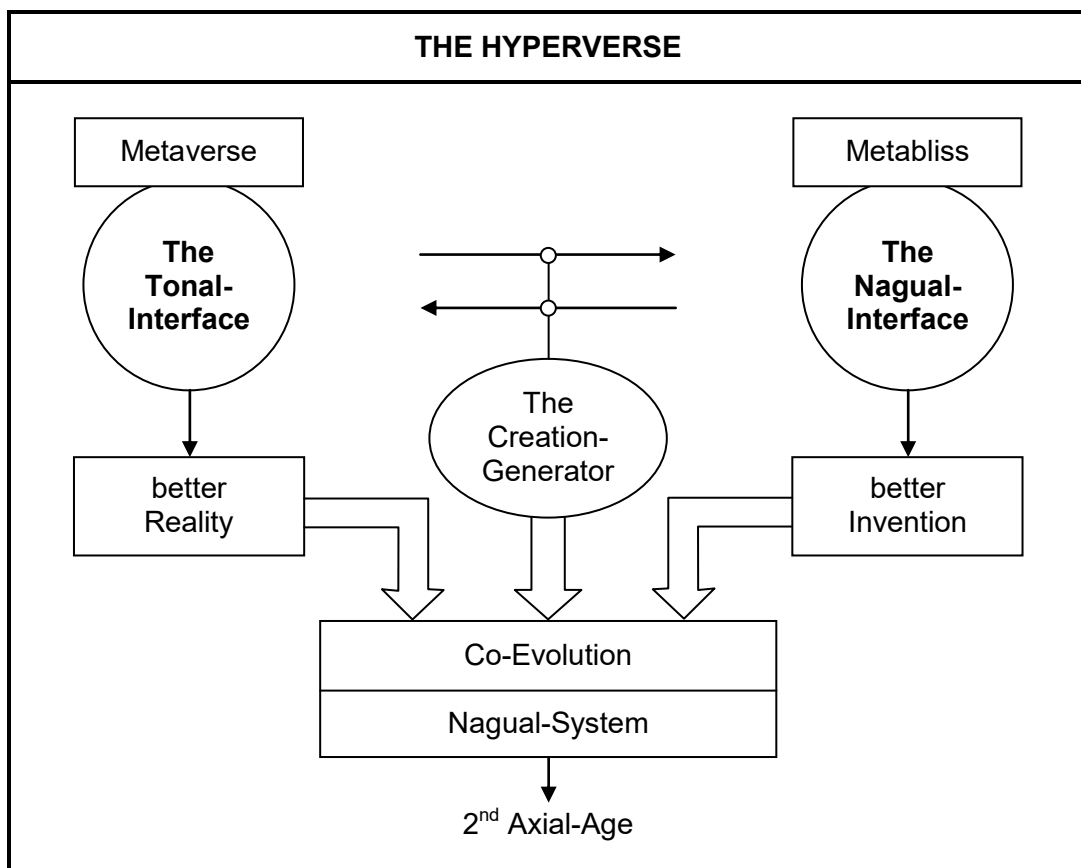 THE HYPERVERSE
Metaverse
Metabliss
The
Tonal-
Interface
The
Nagual-
Interface
The
Creation-
Generator
better
Reality
better
Invention
Co-Evolution
Nagual-System
2nd Axial-Age